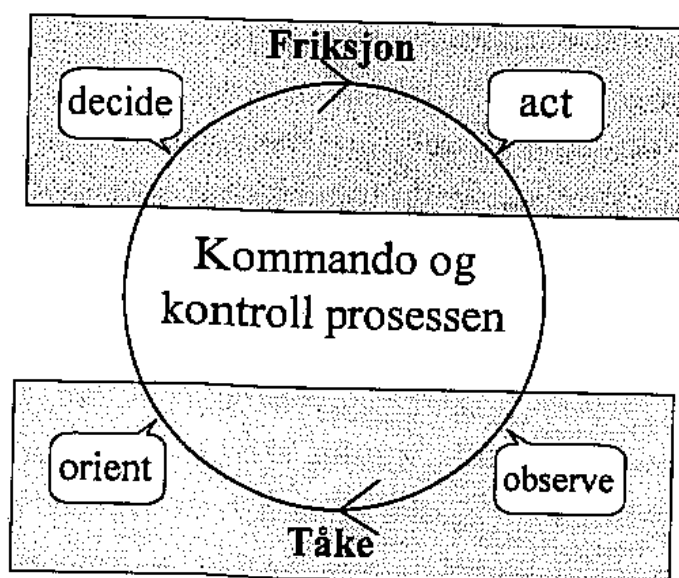 Friksjon
decide
act
Kommando og
kontroll prosessen
orient
observe
Tåke